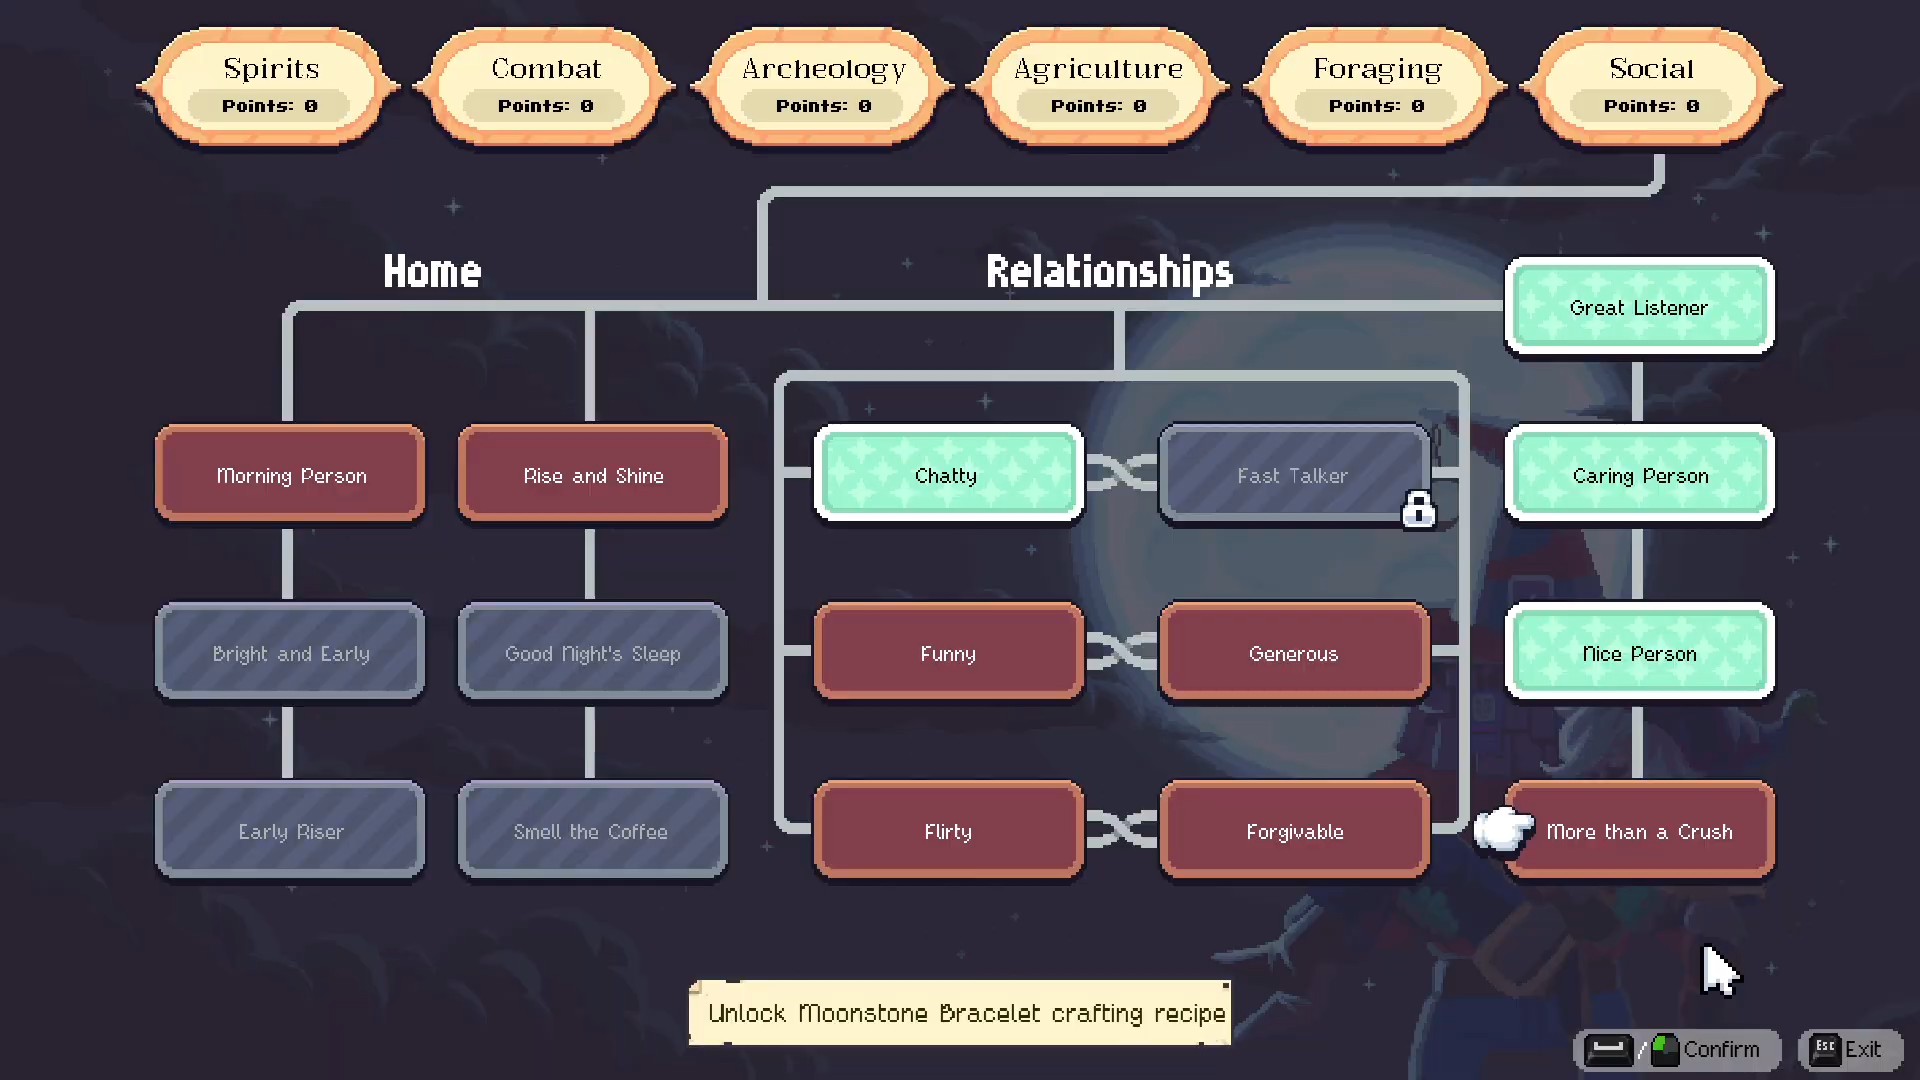 Spirits
Points: 0
Combat
Points: 0
Archeology
Points: 0
Agriculture
Points: 0
Foraging
Points: 0
Social
Points: 0
Home
Relationships
Great Listener
Morning Person
Rise and Shine
Chatty
Fast Talker
Caring Person
Bright and Early
Good Night's Sleep
Funny
Generous
Nice Person
Early Riser
Smell the Coffee
Flirty
Forgivable
More than a Crush
Unlock Moonstone Bracelet crafting recipe
/ Confirm
Esc Exit